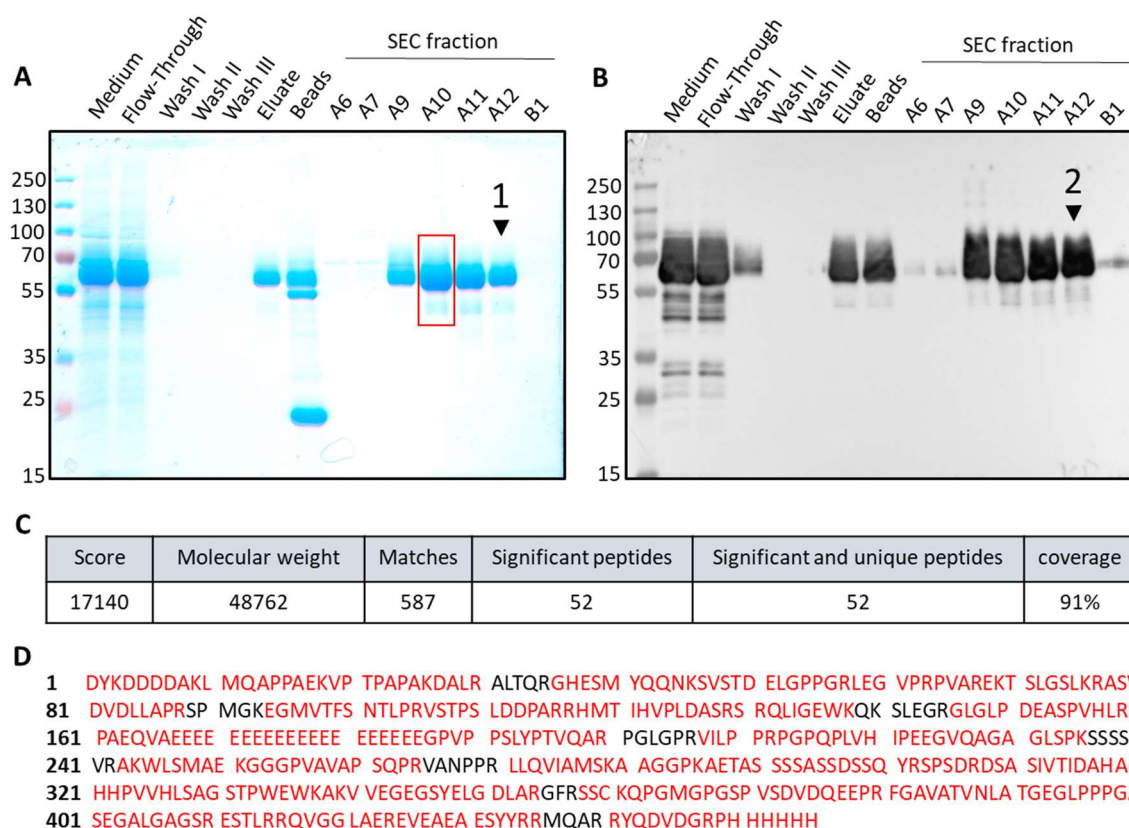 SEC fraction
A
Medium Flow-Through Wash I Wash II Wash III Eluate Beads A6 A7 A9 A10 A11 A12 B1
250
130
100
70
55
35
25
15
1
SEC fraction
B
Medium Flow-Through Wash I Wash II Wash III Eluate Beads A6 A7 A9 A10 A11 A12 B1
250
130
100
70
55
35
25
15
2
C
Score Molecular weight Matches Significant peptides Significant and unique peptides coverage
17140 48762 587 52 52 91%
D
1 DYKDDDDAKL MQAPPAEKVP TPAPAKDALR ALTQRGHESM YQQNKSVSTD ELGPPGRLEG VPRPVAREKT SLGSLKRASV
81 DVDLLAPRSP MGKEGMVTFS NTLPRVSTPS LDDPARRHMT IHVPLDASRS RQLIGEWKQK SLEGRGLGLP DEASPVHLR
161 PAEQVAEEEE EEEEEEEEEE EEEEEEGPVP PSLYPTVQAR PGLGPRVILP PRPGPQPLVH IPEEGVQAGA GLSPKSSSS
241 VRAKWLSMAE KGGGPVAVAP SQPRVANPPR LLQVIAMSKA AGGPKAETAS SSSASSDSSQ YRSPSDRDSA SIVTIDAHA
321 HHPVVHLSAG STPWEWKAKV VEGEGSYELG DLARGFRSSC KQPGMGPGSP VSDVDQEEPR FGAVATVNLA TGEGLPPPGA
401 SEGALGAGSR ESTLRRQVGG LAEREVEAEA ESYYRRMQAR RYQDVDGRPH HHHHH